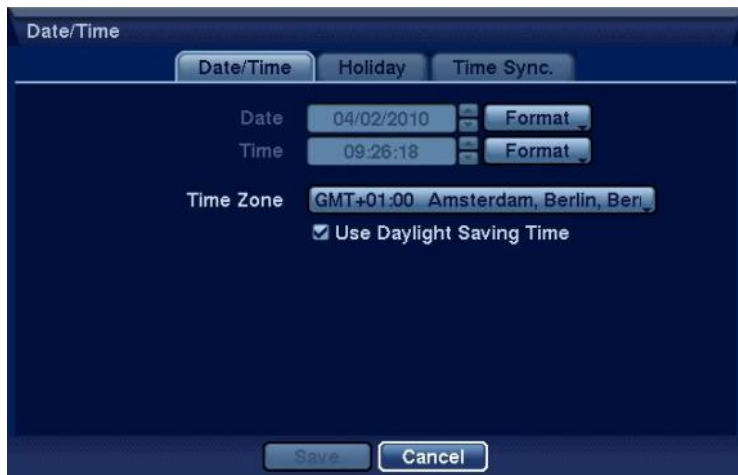 Date/Time
Date/Time Holiday Time Sync.
Date 04/02/2010 Format
Time 09:26:18 Format
Time Zone GMT+01:00 Amsterdam, Berlin, Bern,
Use Daylight Saving Time
Save Cancel